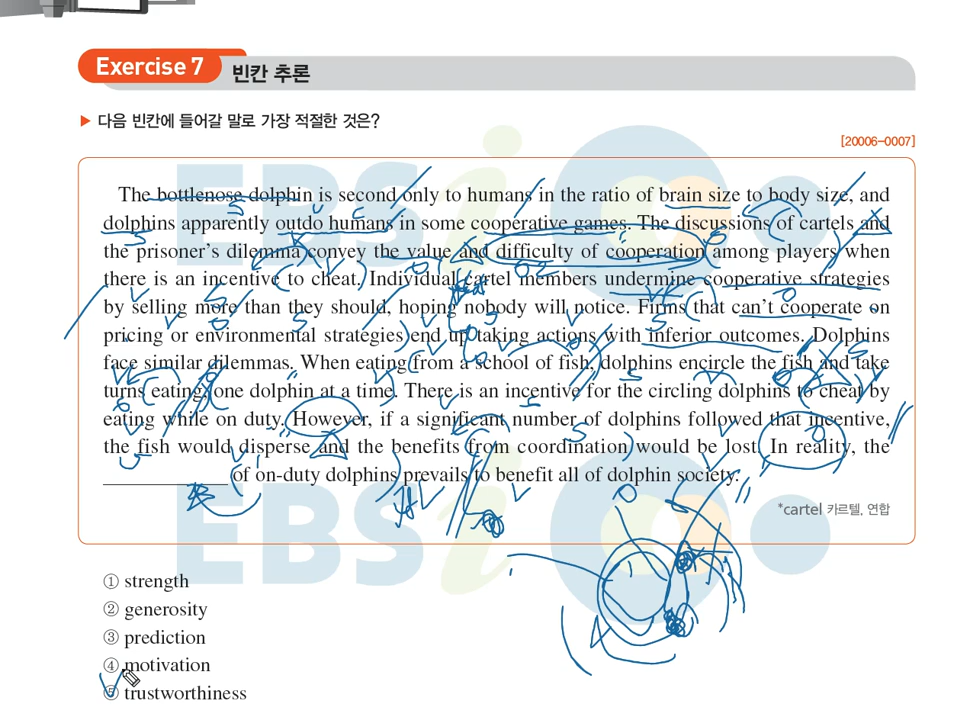 Exercise 7 빈칸 추론
▶ 다음 빈칸에 들어갈 말로 가장 적절한 것은?
[20006-0007]
The bottlenose dolphin is second only to humans in the ratio of brain size to body size, and
dolphins apparently outdo humans in some cooperative games. The discussions of cartels and
the prisoner's dilemma convey the value and difficulty of cooperation among players when
there is an incentive to cheat. Individual cartel members undermine cooperative strategies
by selling more than they should, hoping nobody will notice. Firms that can't cooperate on
pricing or environmental strategies end up taking actions with inferior outcomes. Dolphins
face similar dilemmas. When eating from a school of fish, dolphins encircle the fish and take
turns eating, one dolphin at a time. There is an incentive for the circling dolphins to cheat by
eating while on duty. However, if a significant number of dolphins followed that incentive,
the fish would disperse and the benefits from coordination would be lost. In reality, the
____________ of on-duty dolphins prevails to benefit all of dolphin society.
*cartel 카르텔, 연합
① strength
② generosity
③ prediction
④ motivation
⑤ trustworthiness
EBSi
EBSi